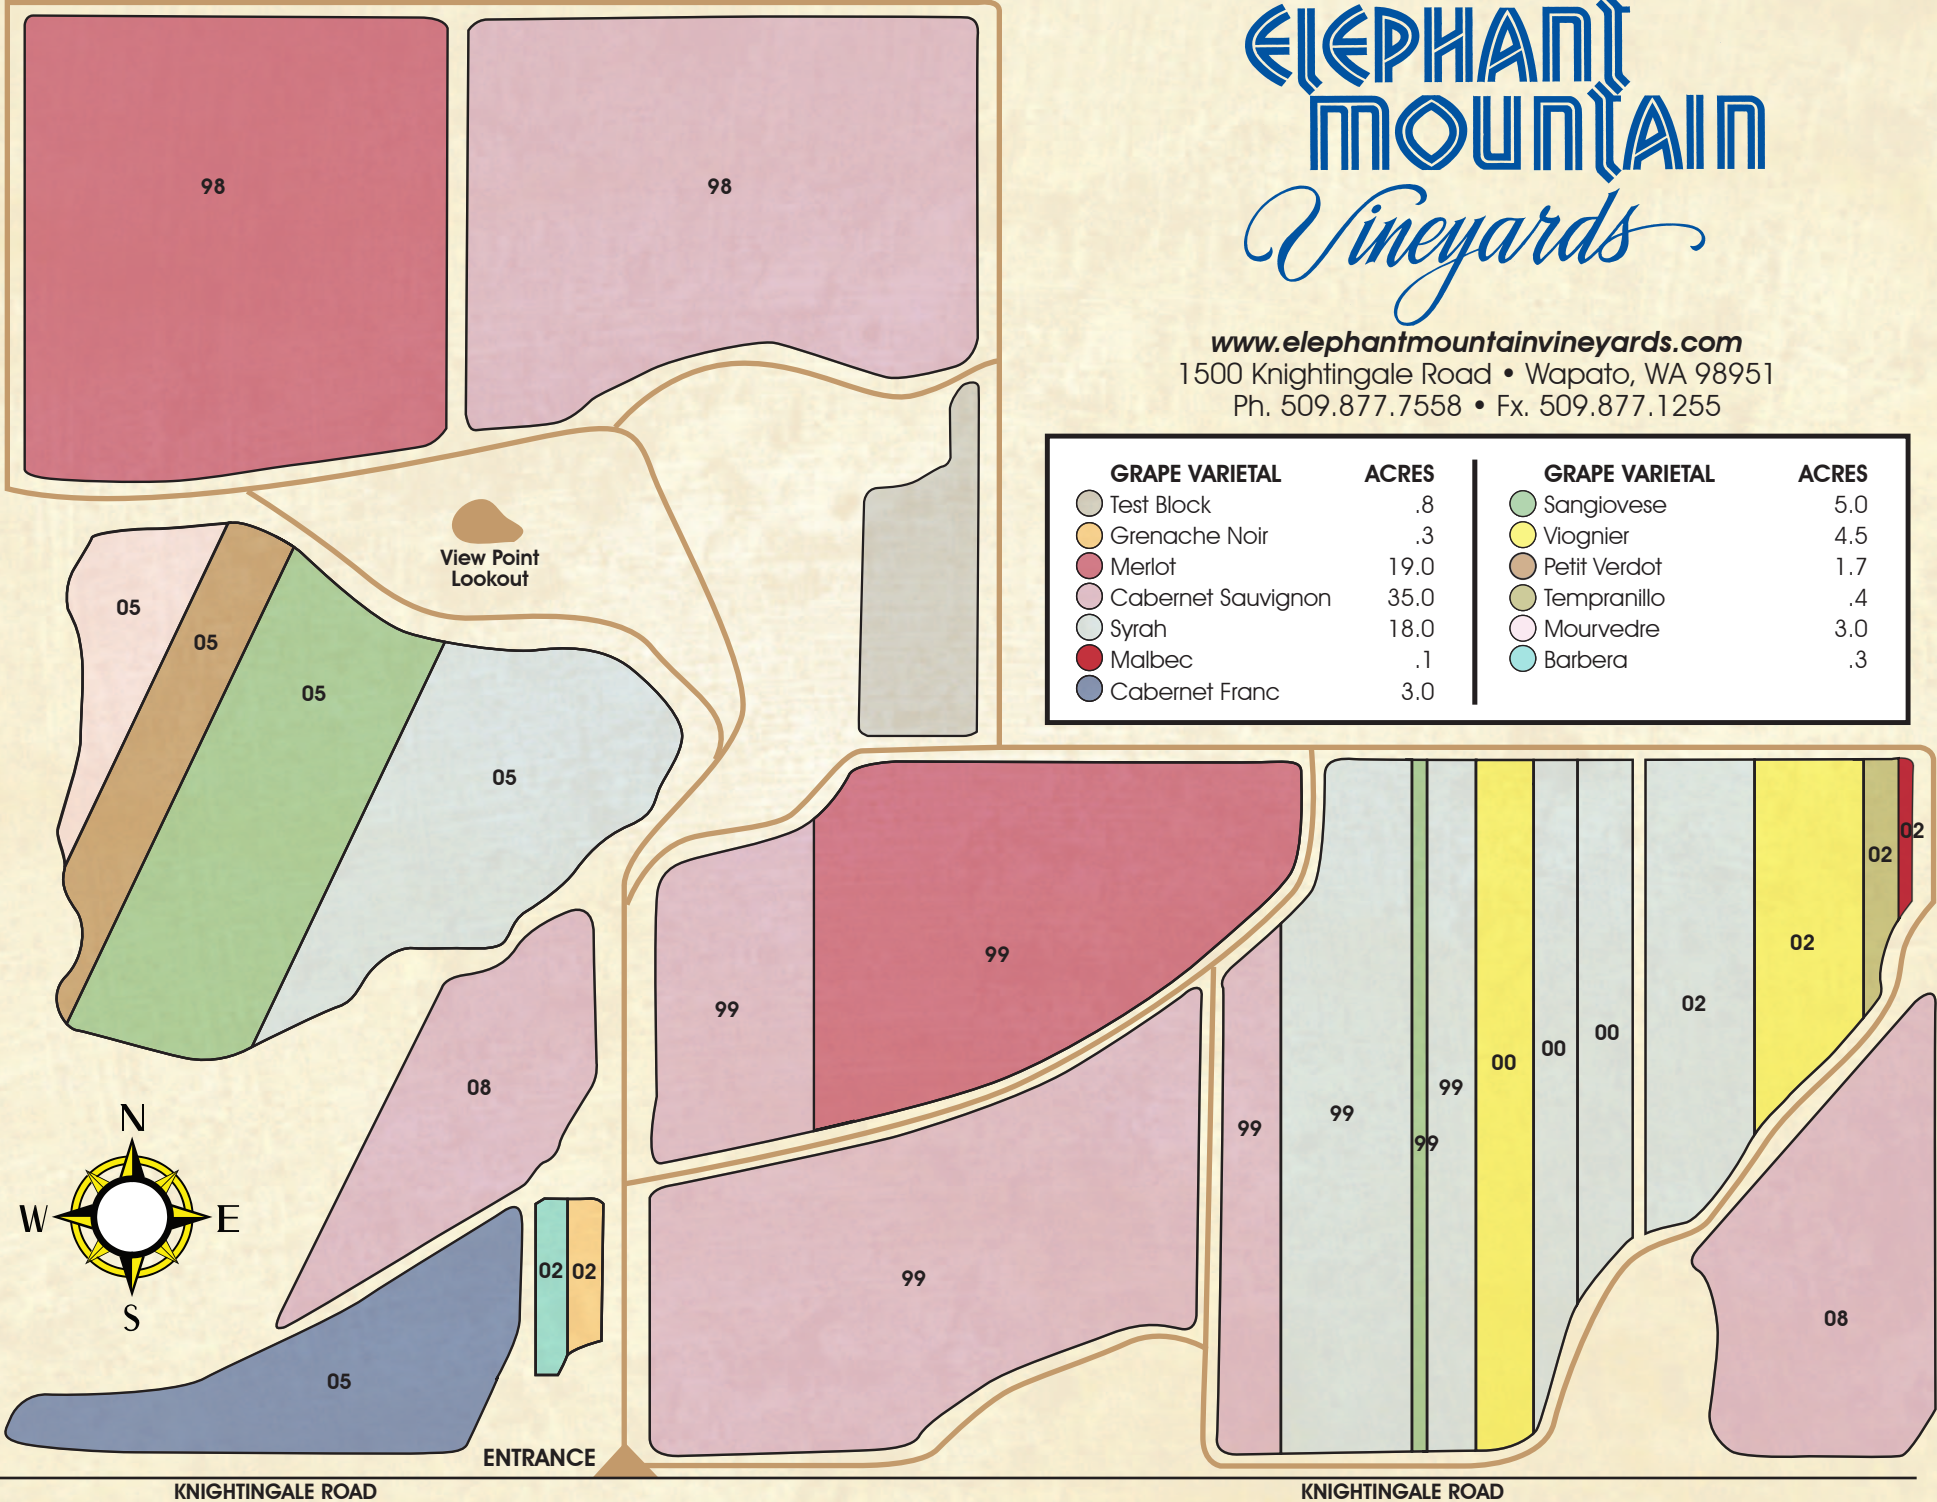 ELEPHANT
MOUNTAIN
Vineyards
www.elephantmountainvineyards.com
1500 Knightingale Road • Wapato, WA 98951
Ph. 509.877.7558 • Fx. 509.877.1255
GRAPE VARIETAL ACRES
Test Block .8
Grenache Noir .3
Merlot 19.0
Cabernet Sauvignon 35.0
Syrah 18.0
Malbec .1
Cabernet Franc 3.0
GRAPE VARIETAL ACRES
Sangiovese 5.0
Viognier 4.5
Petit Verdot 1.7
Tempranillo .4
Mourvedre 3.0
Barbera .3
98
98
View Point
Lookout
05
05
05
05
08
05
02
02
99
99
99
99
99
99
99
00
00
00
02
02
02
02
08
N
W
E
S
ENTRANCE
KNIGHTINGALE ROAD
KNIGHTINGALE ROAD